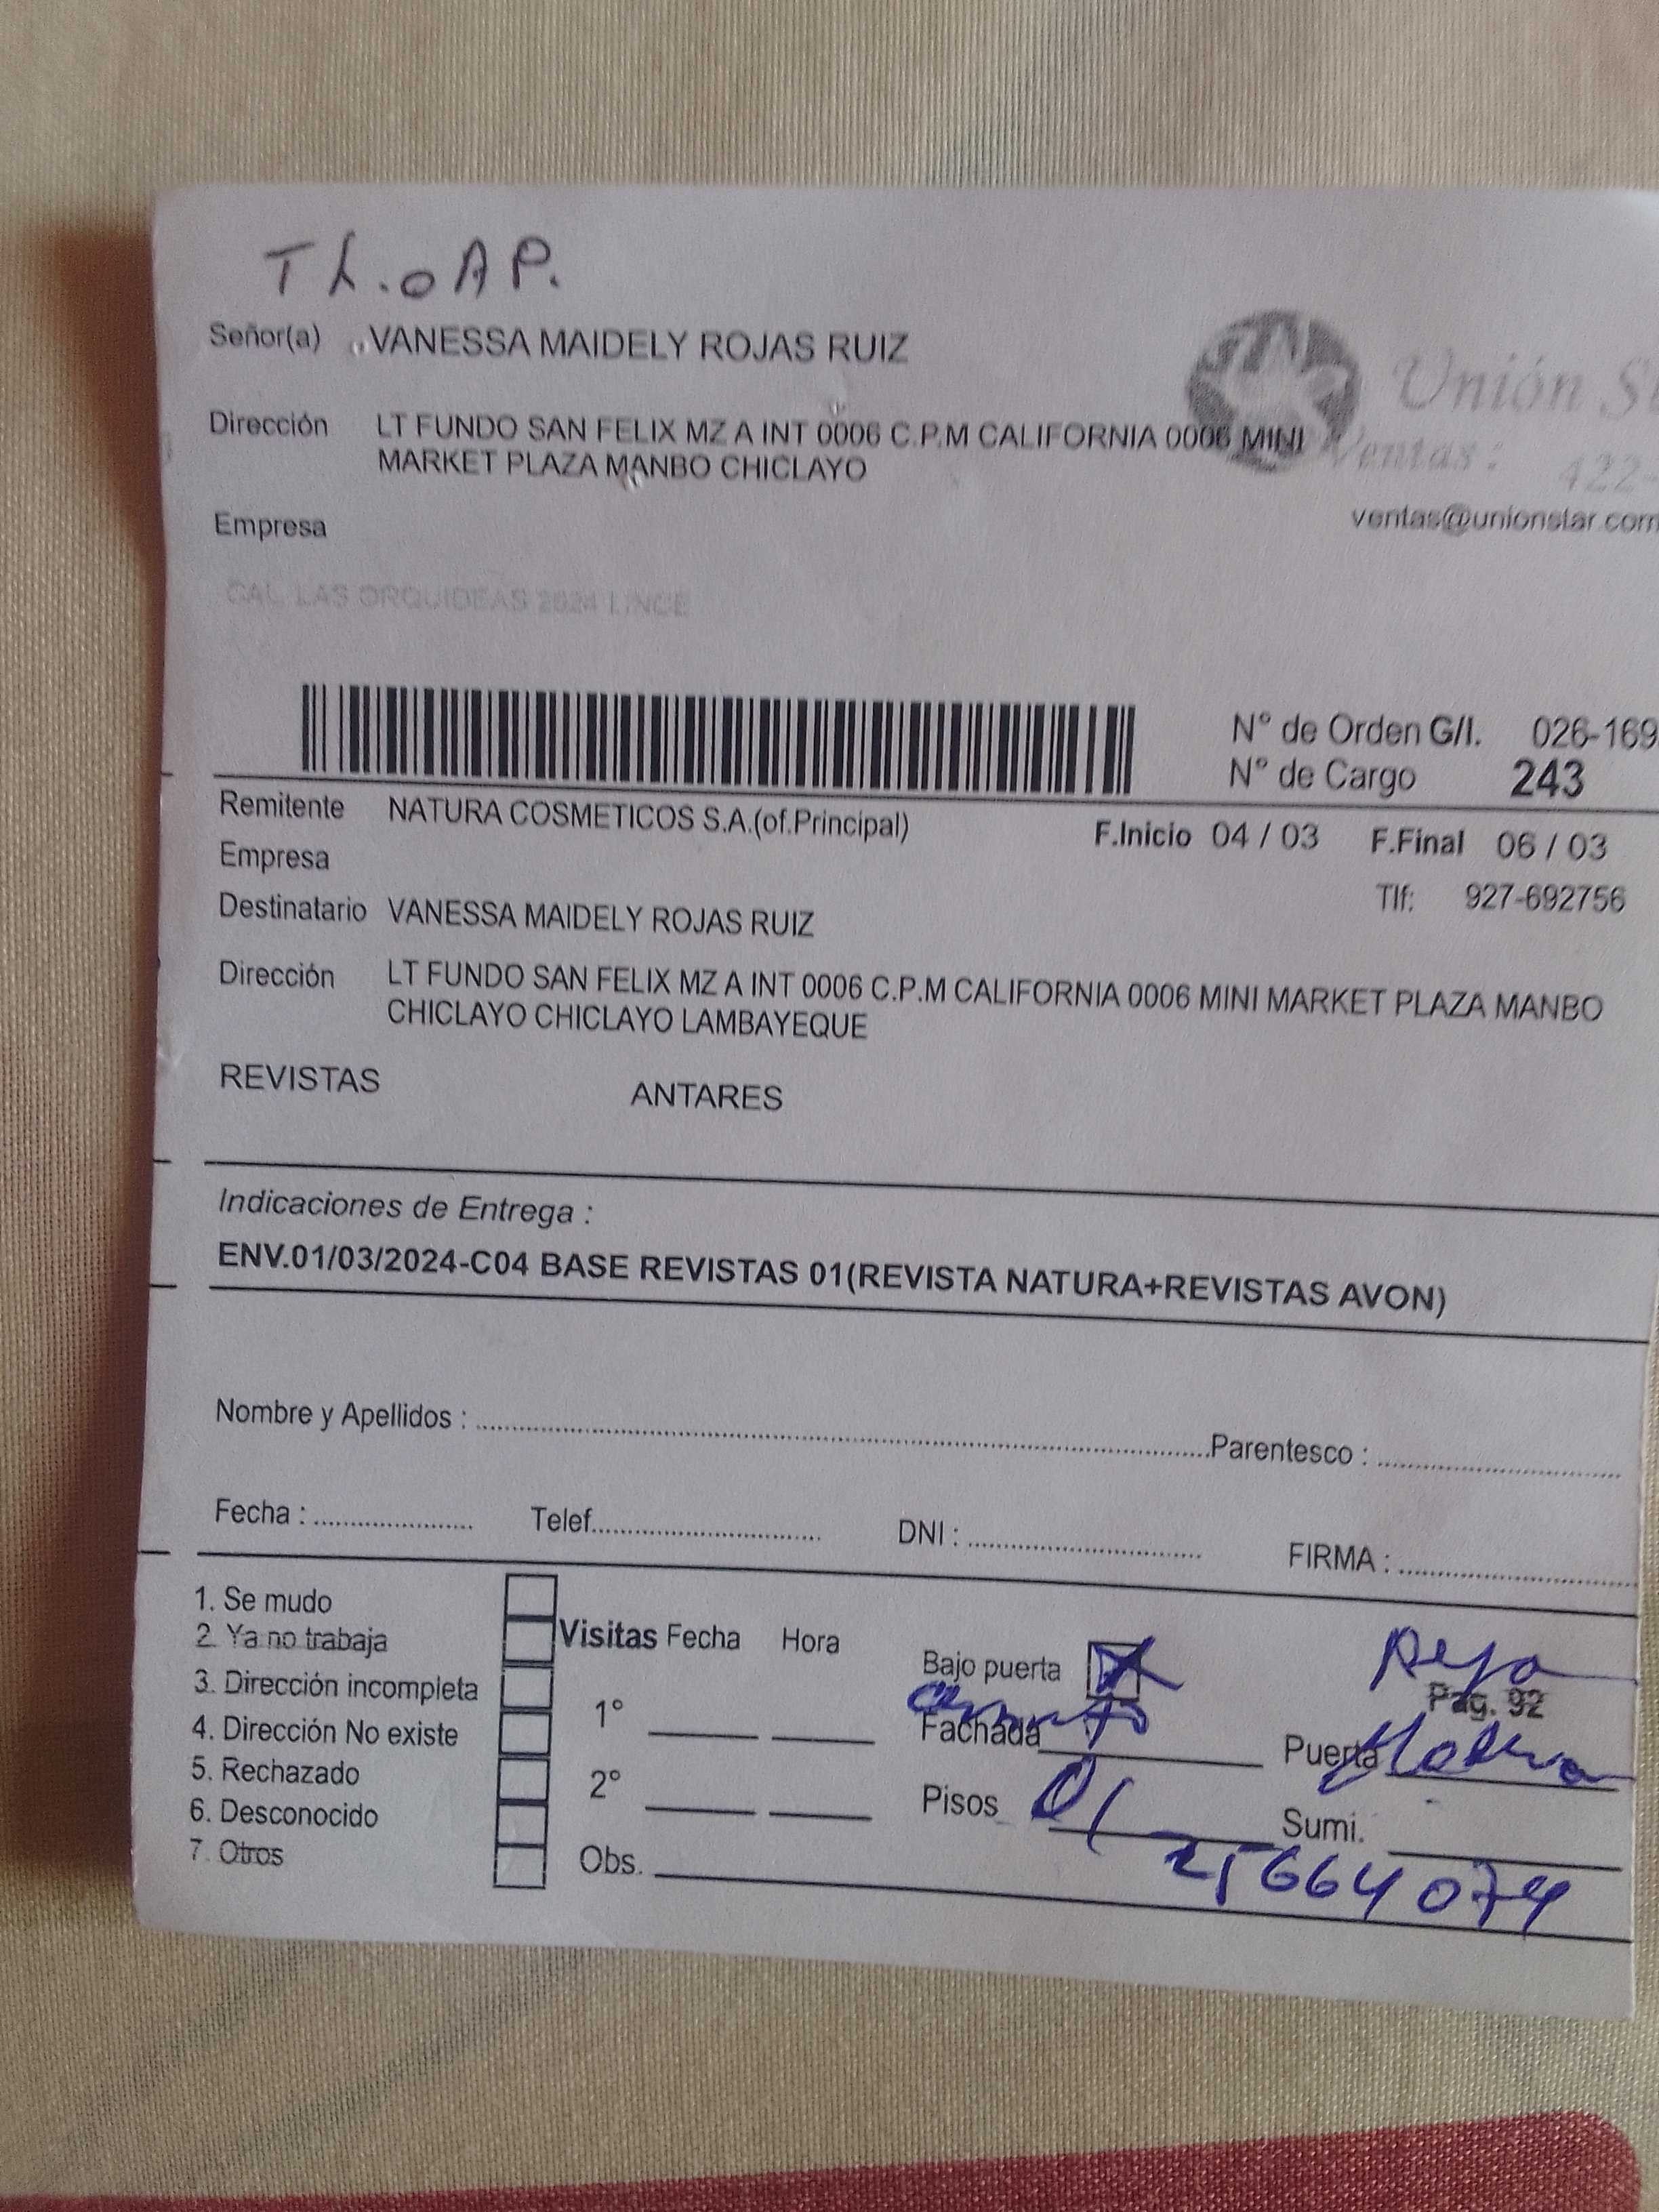 Th.oAP.
Señor(a) VANESSA MAIDELY ROJAS RUIZ
Unión
Dirección LT FUNDO SAN FELIX MZ A INT 0006 C.P.M CALIFORNIA 0006 MINI
MARKET PLAZA MANBO CHICLAYO
Ventas: 422-
ventas@unionstar.com
Empresa
CAL LAS ORQUIDEAS 2624 LINCE
N° de Orden G/I. 026-169
N° de Cargo 243
Remitente NATURA COSMETICOS S.A.(of.Principal)
F.Inicio 04 / 03 F.Final 06 / 03
Empresa
Tlf: 927-692756
Destinatario VANESSA MAIDELY ROJAS RUIZ
Dirección LT FUNDO SAN FELIX MZ A INT 0006 C.P.M CALIFORNIA 0006 MINI MARKET PLAZA MANBO
CHICLAYO CHICLAYO LAMBAYEQUE
REVISTAS ANTARES
Indicaciones de Entrega :
ENV.01/03/2024-C04 BASE REVISTAS 01(REVISTA NATURA+REVISTAS AVON)
Nombre y Apellidos : Parentesco :
Fecha : Telef. DNI : FIRMA :
1. Se mudo
2. Ya no trabaja
3. Dirección incompleta
4. Dirección No existe
5. Rechazado
6. Desconocido
7. Otros
Visitas Fecha Hora
1°
2°
Obs.
Bajo puerta
Reja
Pag. 92
Fachada
Puerta
Pisos 01
Sumi.
25664074